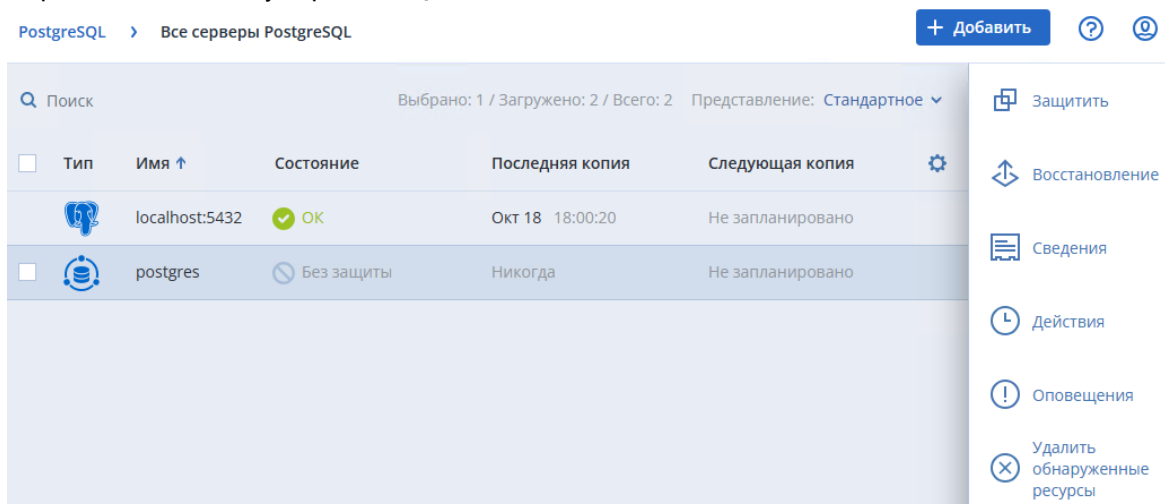 PostgreSQL > Все серверы PostgreSQL
+ Добавить
Поиск
Выбрано: 1 / Загружено: 2 / Всего: 2 Представление: Стандартное
Тип Имя ↑ Состояние Последняя копия Следующая копия
localhost:5432 ОК Окт 18 18:00:20 Не запланировано
postgres Без защиты Никогда Не запланировано
Защитить
Восстановление
Сведения
Действия
Оповещения
Удалить
обнаруженные
ресурсы